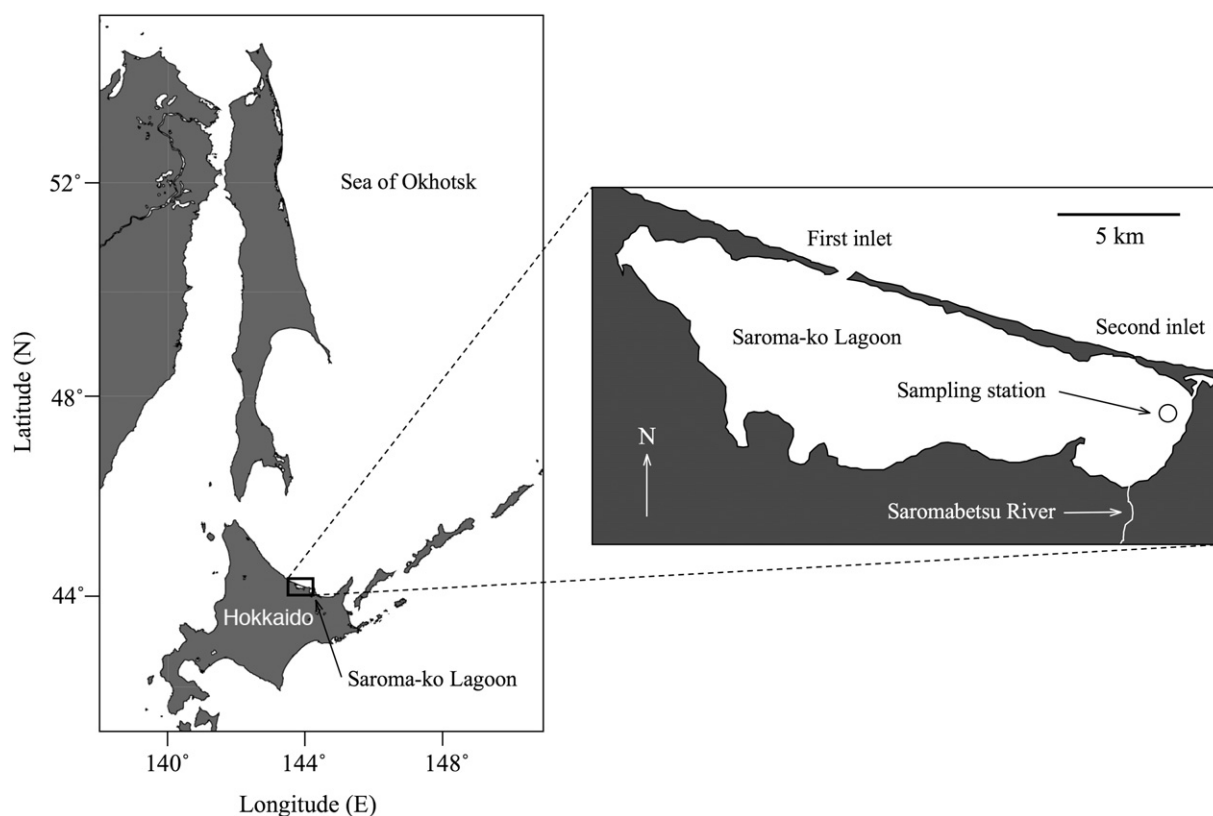 Sea of Okhotsk
52°
48°
44°
Latitude (N)
Hokkaido
Saroma-ko Lagoon
140°
144°
148°
Longitude (E)
5 km
First inlet
Second inlet
Saroma-ko Lagoon
Sampling station
N
Saromabetsu River